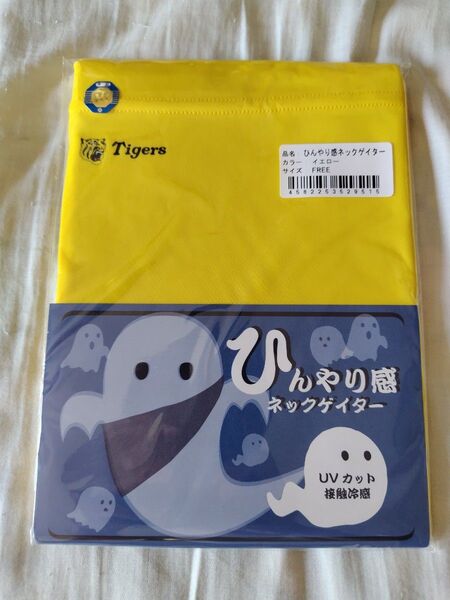 Tigers
品名 ひんやり感ネックゲイター
カラー イエロー
サイズ FREE
4582253529515
ひんやり感
ネックゲイター
UVカット
接触冷感